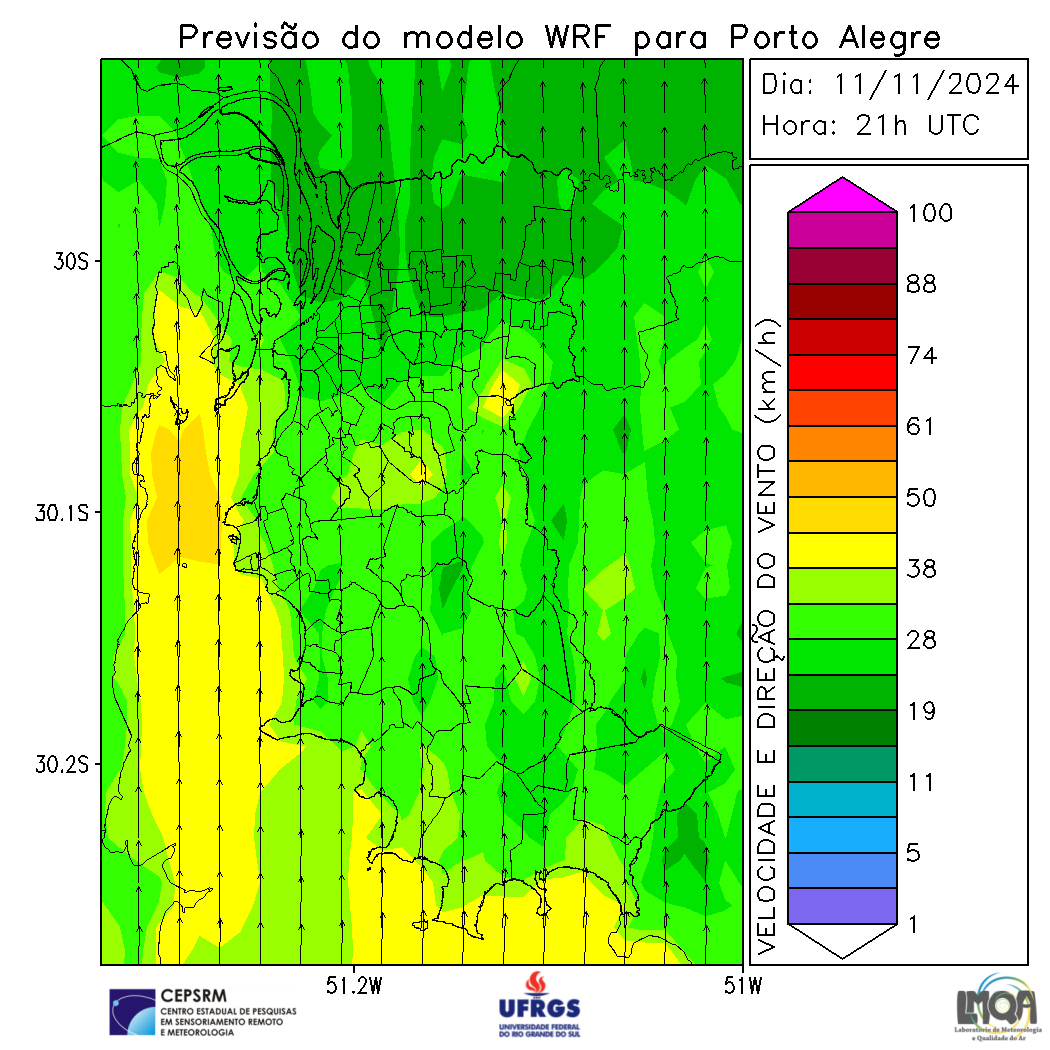 Previsão do modelo WRF para Porto Alegre
Dia: 11/11/2024
Hora: 21h UTC
30S
30.1S
30.2S
51.2W
51W
VELOCIDADE E DIREÇÃO DO VENTO (km/h)
100
88
74
61
50
38
28
19
11
5
1
CEPSRM
CENTRO ESTADUAL DE PESQUISAS
EM SENSORIAMENTO REMOTO
E METEOROLOGIA
UFRGS
UNIVERSIDADE FEDERAL
DO RIO GRANDE DO SUL
LMQA
Laboratório de Meteorologia
e Qualidade do Ar